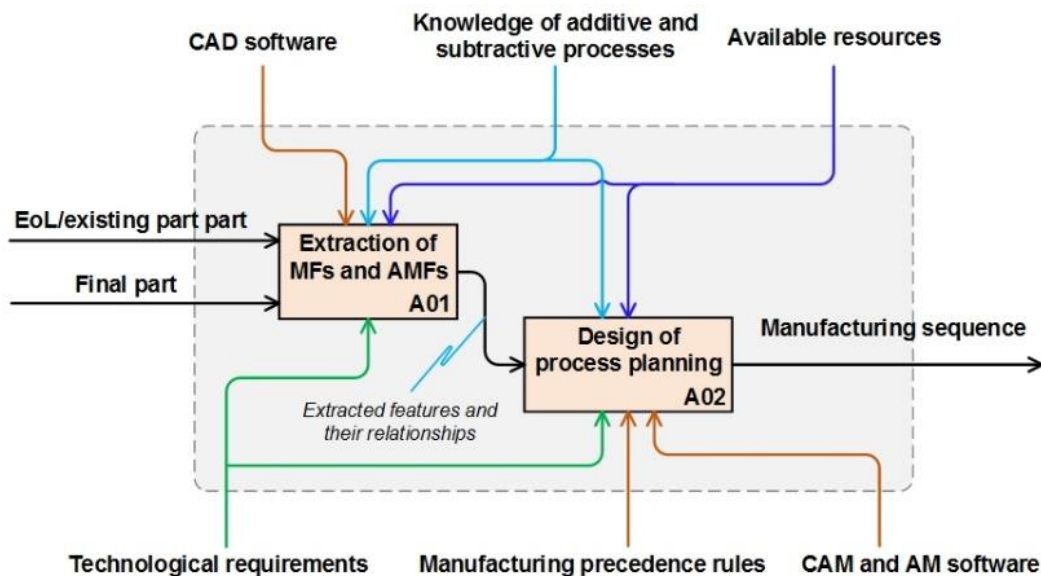 CAD software
Knowledge of additive and
subtractive processes
Available resources
EoL/existing part part
Final part
Extraction of
MFs and AMFs
A01
Extracted features and
their relationships
Design of
process planning
A02
Manufacturing sequence
Technological requirements
Manufacturing precedence rules
CAM and AM software